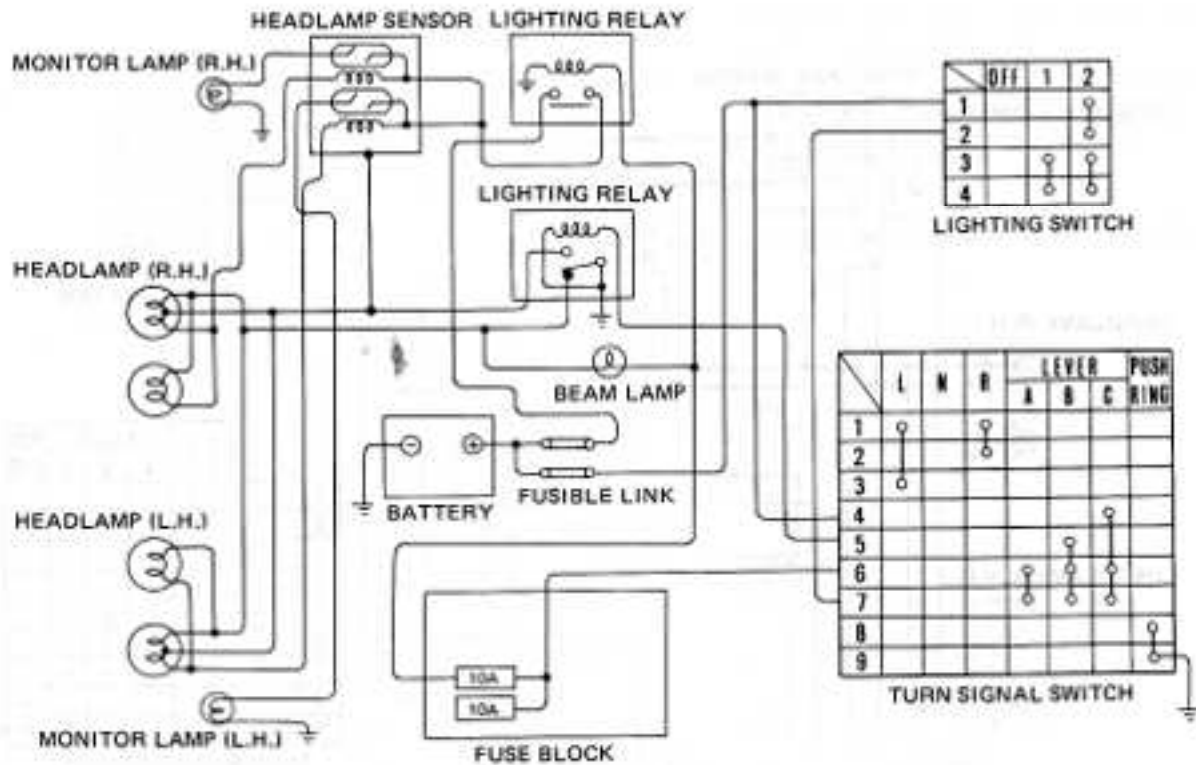 HEADLAMP SENSOR
LIGHTING RELAY
MONITOR LAMP (R.H.)
OFF 1 2
1
2
3
4
LIGHTING SWITCH
LIGHTING RELAY
HEADLAMP (R.H.)
BEAM LAMP
L N R LEVER PUSH RING
A B C
1
2
3
4
5
6
7
8
9
TURN SIGNAL SWITCH
BATTERY
FUSIBLE LINK
HEADLAMP (L.H.)
10A
10A
FUSE BLOCK
MONITOR LAMP (L.H.)